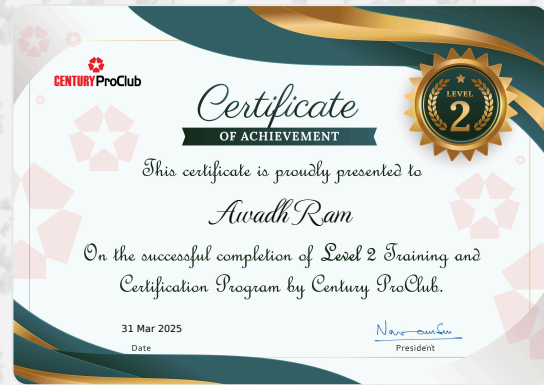 CENTURY ProClub
LEVEL
2
Certificate
OF ACHIEVEMENT
This certificate is proudly presented to
Awadh Ram
On the successful completion of Level 2 Training and
Certification Program by Century ProClub.
31 Mar 2025
Date
President